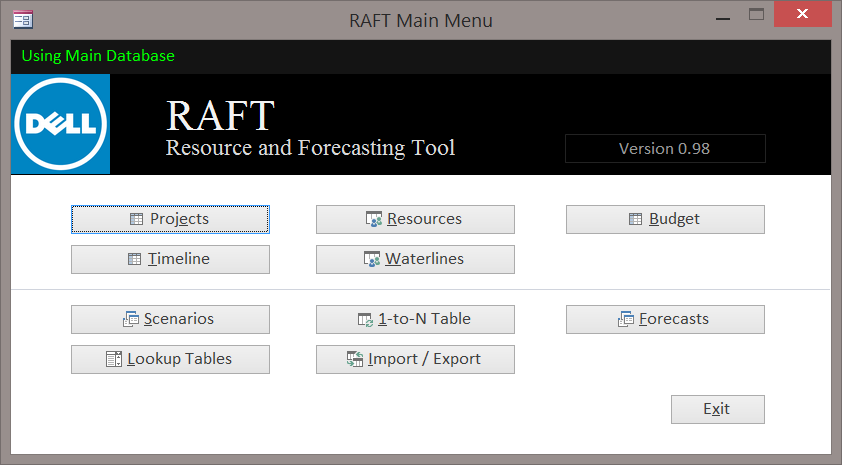 RAFT Main Menu
Using Main Database
DELL
RAFT
Resource and Forecasting Tool
Version 0.98
Projects
Resources
Budget
Timeline
Waterlines
Scenarios
1-to-N Table
Forecasts
Lookup Tables
Import / Export
Exit